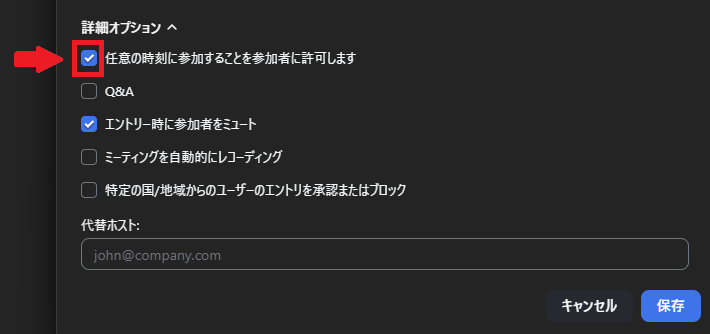 詳細オプション
任意の時刻に参加することを参加者に許可します
Q&A
エントリー時に参加者をミュート
ミーティングを自動的にレコーディング
特定の国/地域からのユーザーのエントリを承認またはブロック
代替ホスト:
john@company.com
キャンセル 保存